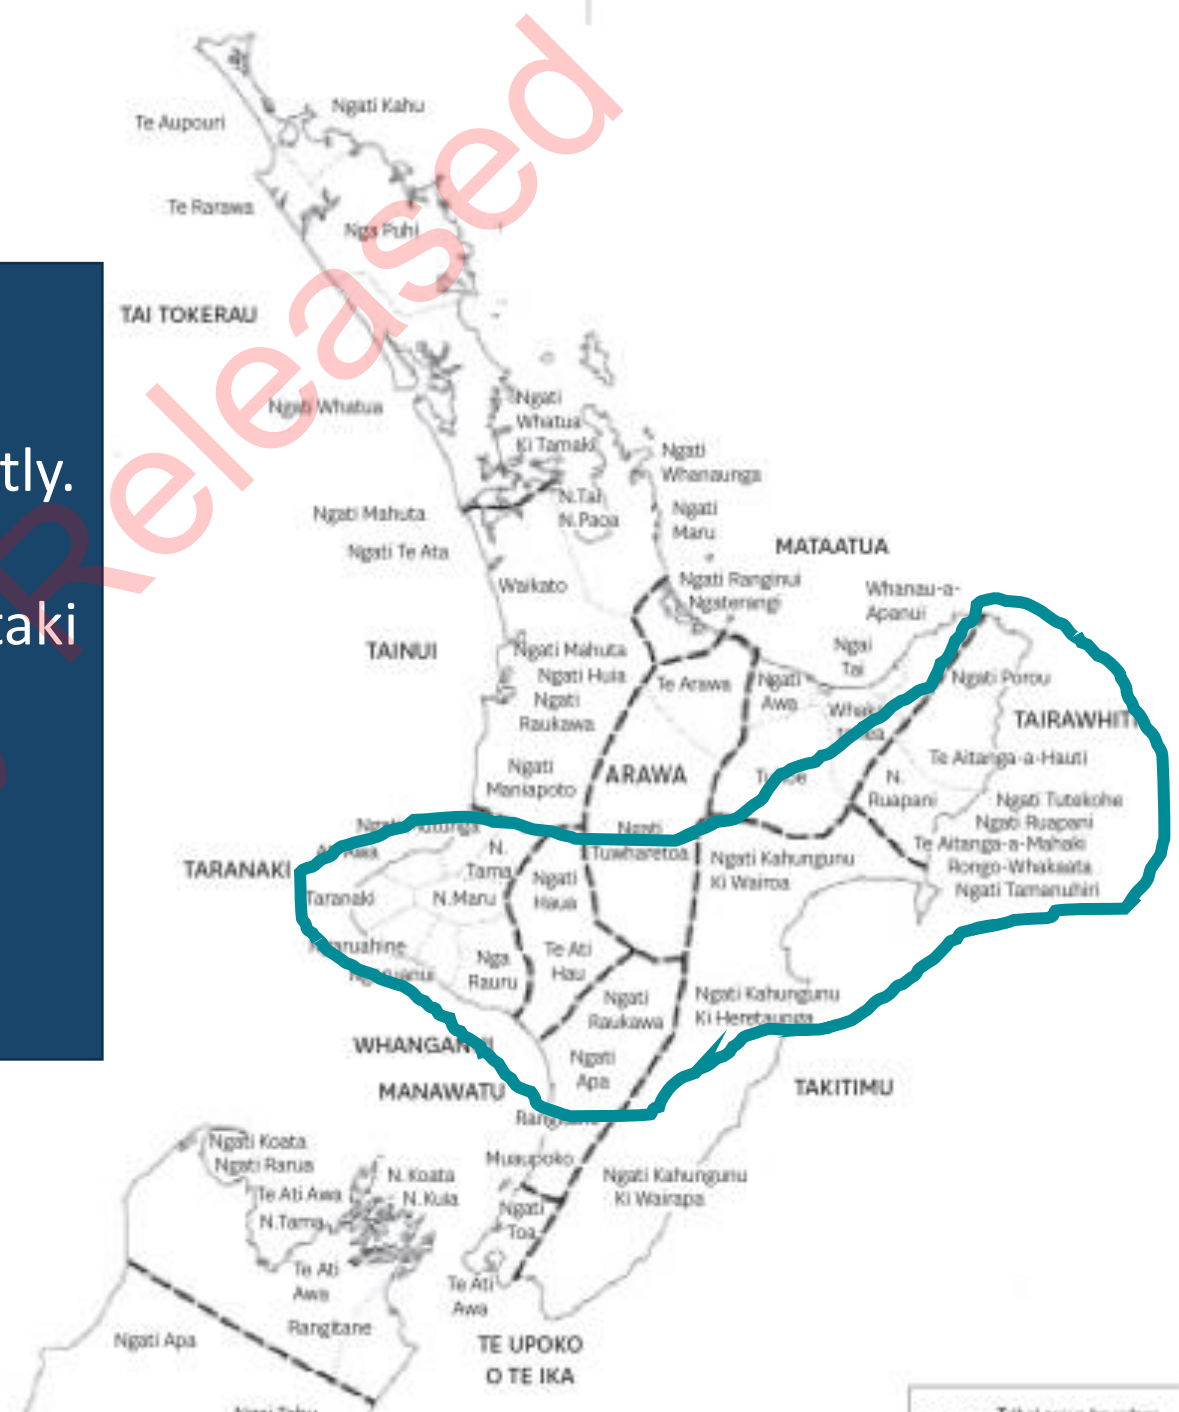 Ngati Kahu
Te Aupouri
Te Rarawa
Nga Puhi
TAI TOKERAU
Ngati Whatua
Ngati
Whatua
Ki Tamaki
Ngati
Whanaunga
N.Tai
N.Paoa
Ngati
Maru
Ngati Mahuta
Ngati Te Ata
tly.
taki
Released
MATAATUA
Waikato
Ngati Ranginui
Ngaiterangi
Whanau-a-
Apanui
TAINUI
Ngati Mahuta
Ngati Huia
Ngati
Raukawa
Te Arawa
Ngati
Awa
Ngai
Tai
Ngati Porou
TAIRAWHITI
Ngati
Maniapoto
ARAWA
Te Aitanga-a-Hauti
N.
Ruapani
Ngati Tutekohe
Ngati Ruapani
Te Aitanga-a-Mahaki
Rongo-Whakaata
Ngati Tamanuhiri
TARANAKI
N.
Tama
Ngati
Tuwharetoa
Ngati Kahungunu
Ki Wairoa
Taranaki
N.Maru
Ngati
Haua
Nga
Rauru
Te Ati
Hau
Ngati
Raukawa
Ngati Kahungunu
Ki Heretaunga
WHANGANUI
Ngati
Apa
MANAWATU
TAKITIMU
Rangitane
Muaupoko
Ngati Kahungunu
Ki Wairapa
Ngati
Toa
Te Ati
Awa
TE UPOKO
O TE IKA
Ngati Koata
Ngati Rarua
Te Ati Awa
N.Tama
N. Koata
N. Kuia
Te Ati
Awa
Rangitane
Ngati Apa